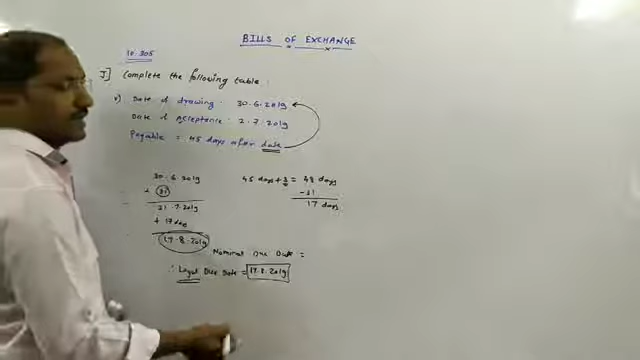 BILLS OF EXCHANGE
10.305
J] Complete the following table :
v) Date of drawing : 30.6.2019
Date of acceptance : 2.7.2019
Payable = 45 days after date
30.6.2019 45 days + 3 = 48 days
+ 31 - 31
31.7.2019 17 days
+ 17 days
17.8.2019
Nominal Due Date =
∴ Legal Due Date = 17.8.2019